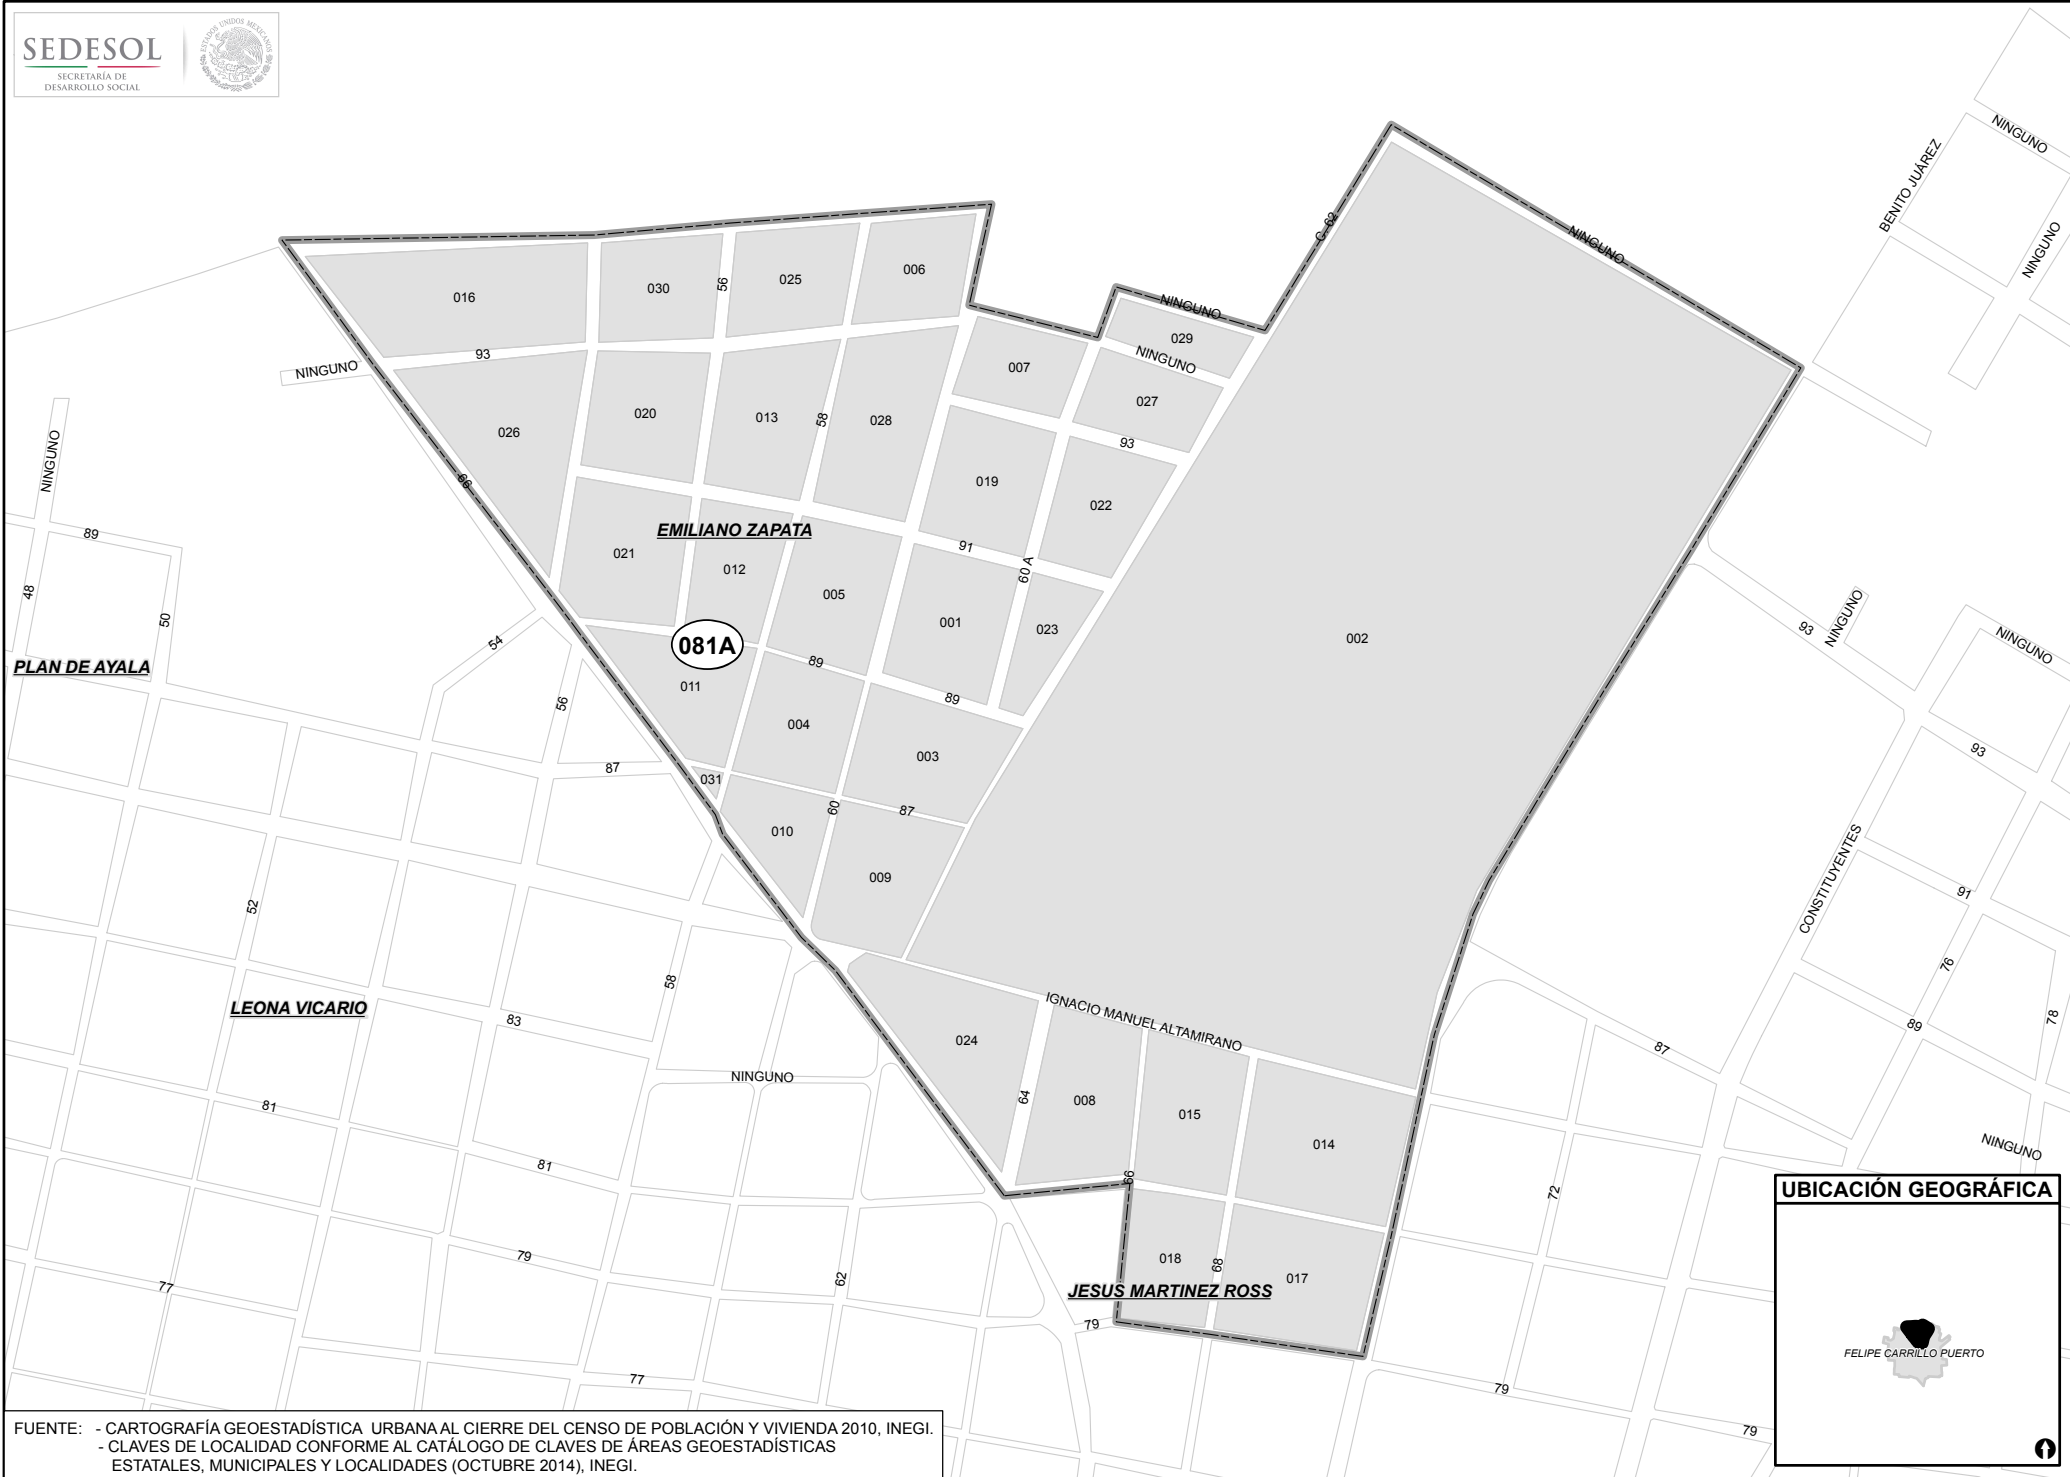 SEDESOL
SECRETARÍA DE
DESARROLLO SOCIAL
ESTADOS UNIDOS MEXICANOS
NINGUNO
BENITO JUÁREZ
NINGUNO
C. 62
NINGUNO
016
030
56
025
006
NINGUNO
029
93
NINGUNO
007
NINGUNO
027
026
020
013
58
028
93
NINGUNO
66
019
022
89
EMILIANO ZAPATA
021
012
91
60 A
005
001
023
002
48
50
54
081A
89
93
NINGUNO
NINGUNO
PLAN DE AYALA
011
89
56
004
003
93
87
031
60
87
010
009
CONSTITUYENTES
91
52
58
76
LEONA VICARIO
83
IGNACIO MANUEL ALTAMIRANO
024
64
008
015
014
87
89
78
NINGUNO
81
81
66
72
NINGUNO
79
77
62
018
68
017
JESUS MARTINEZ ROSS
79
77
79
79
UBICACIÓN GEOGRÁFICA
FELIPE CARRILLO PUERTO
FUENTE: - CARTOGRAFÍA GEOESTADÍSTICA URBANA AL CIERRE DEL CENSO DE POBLACIÓN Y VIVIENDA 2010, INEGI.
- CLAVES DE LOCALIDAD CONFORME AL CATÁLOGO DE CLAVES DE ÁREAS GEOESTADÍSTICAS
ESTATALES, MUNICIPALES Y LOCALIDADES (OCTUBRE 2014), INEGI.